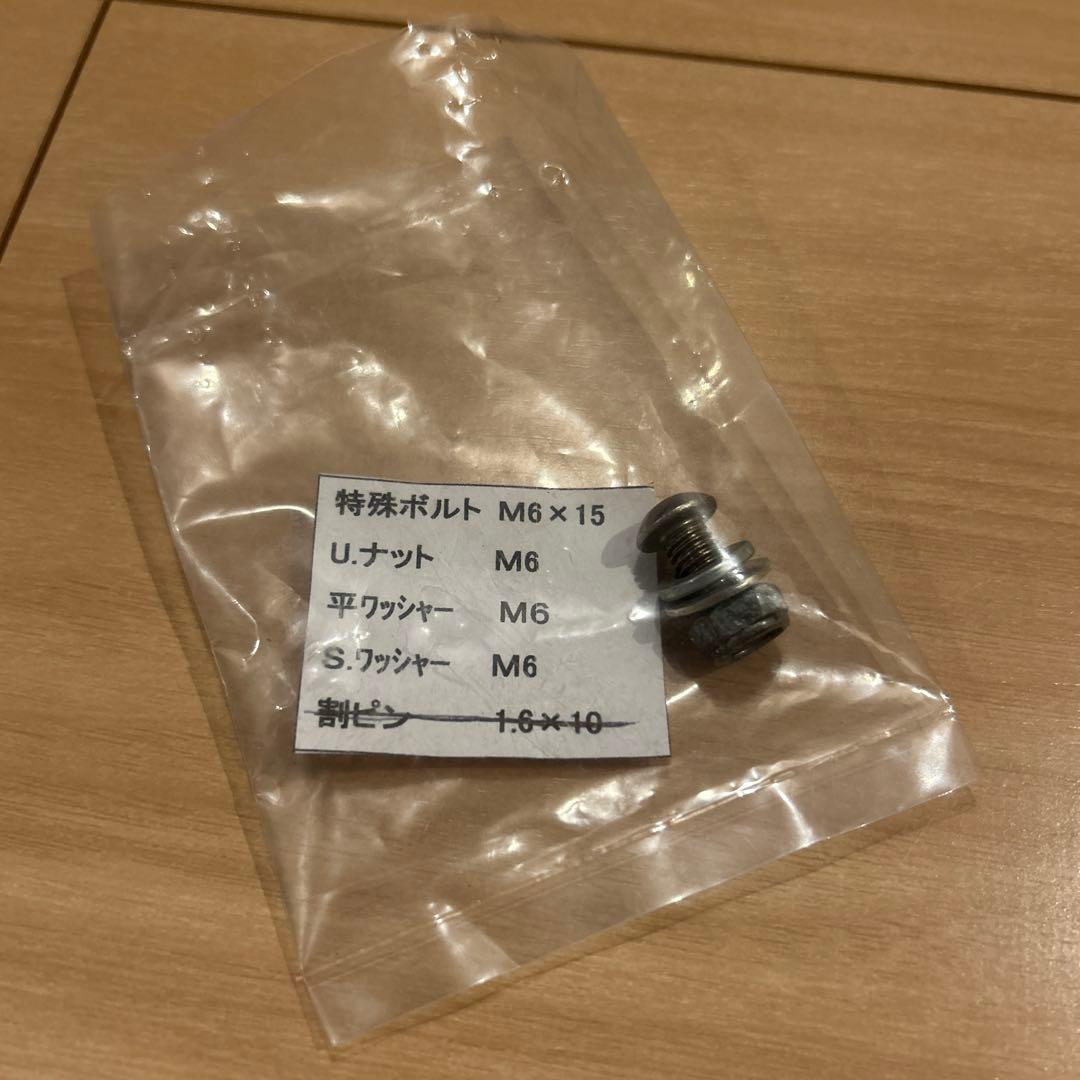 特殊ボルト M6×15
U.ナット M6
平ワッシャー M6
S.ワッシャー M6
割ピン 1.6×10